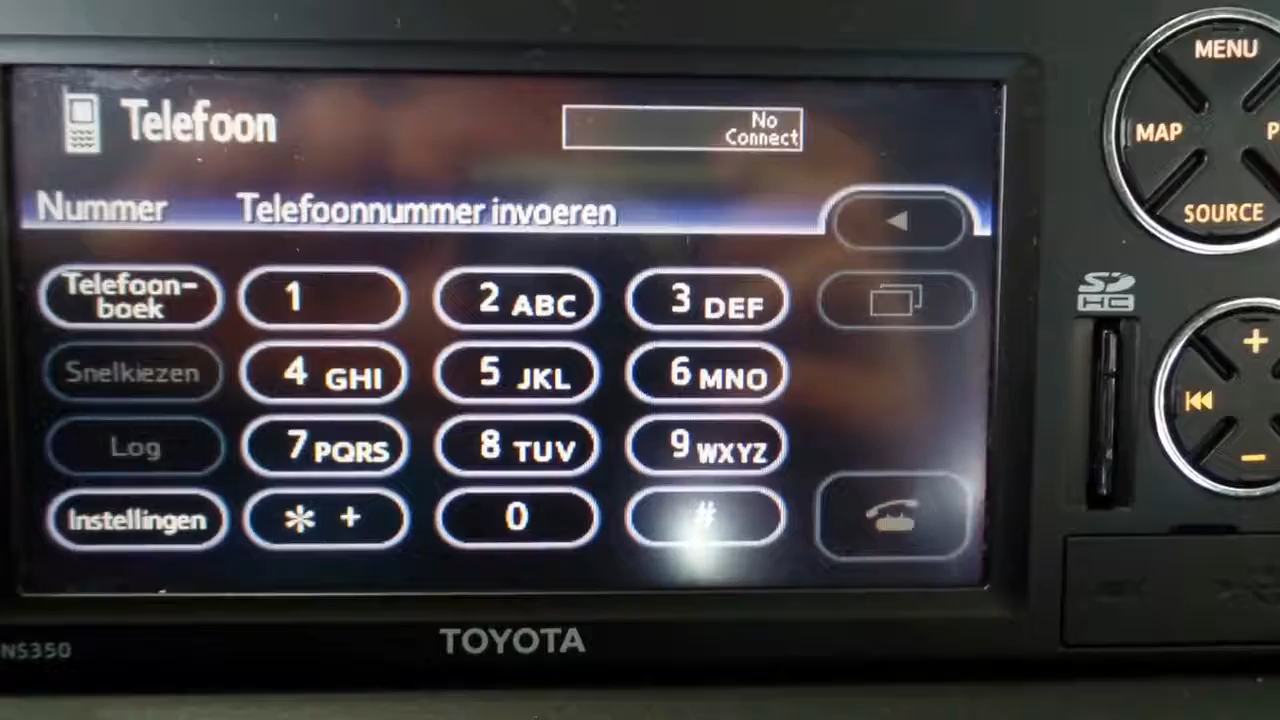 MENU
Telefoon
No
Connect
MAP
P
Nummer
Telefoonnummer invoeren
SOURCE
Telefoon-
boek
1
2 ABC
3 DEF
SD
HC
Snelkiezen
4 GHI
5 JKL
6 MNO
+
Log
7 PQRS
8 TUV
9 WXYZ
−
Instellingen
* +
0
#
NS350
TOYOTA